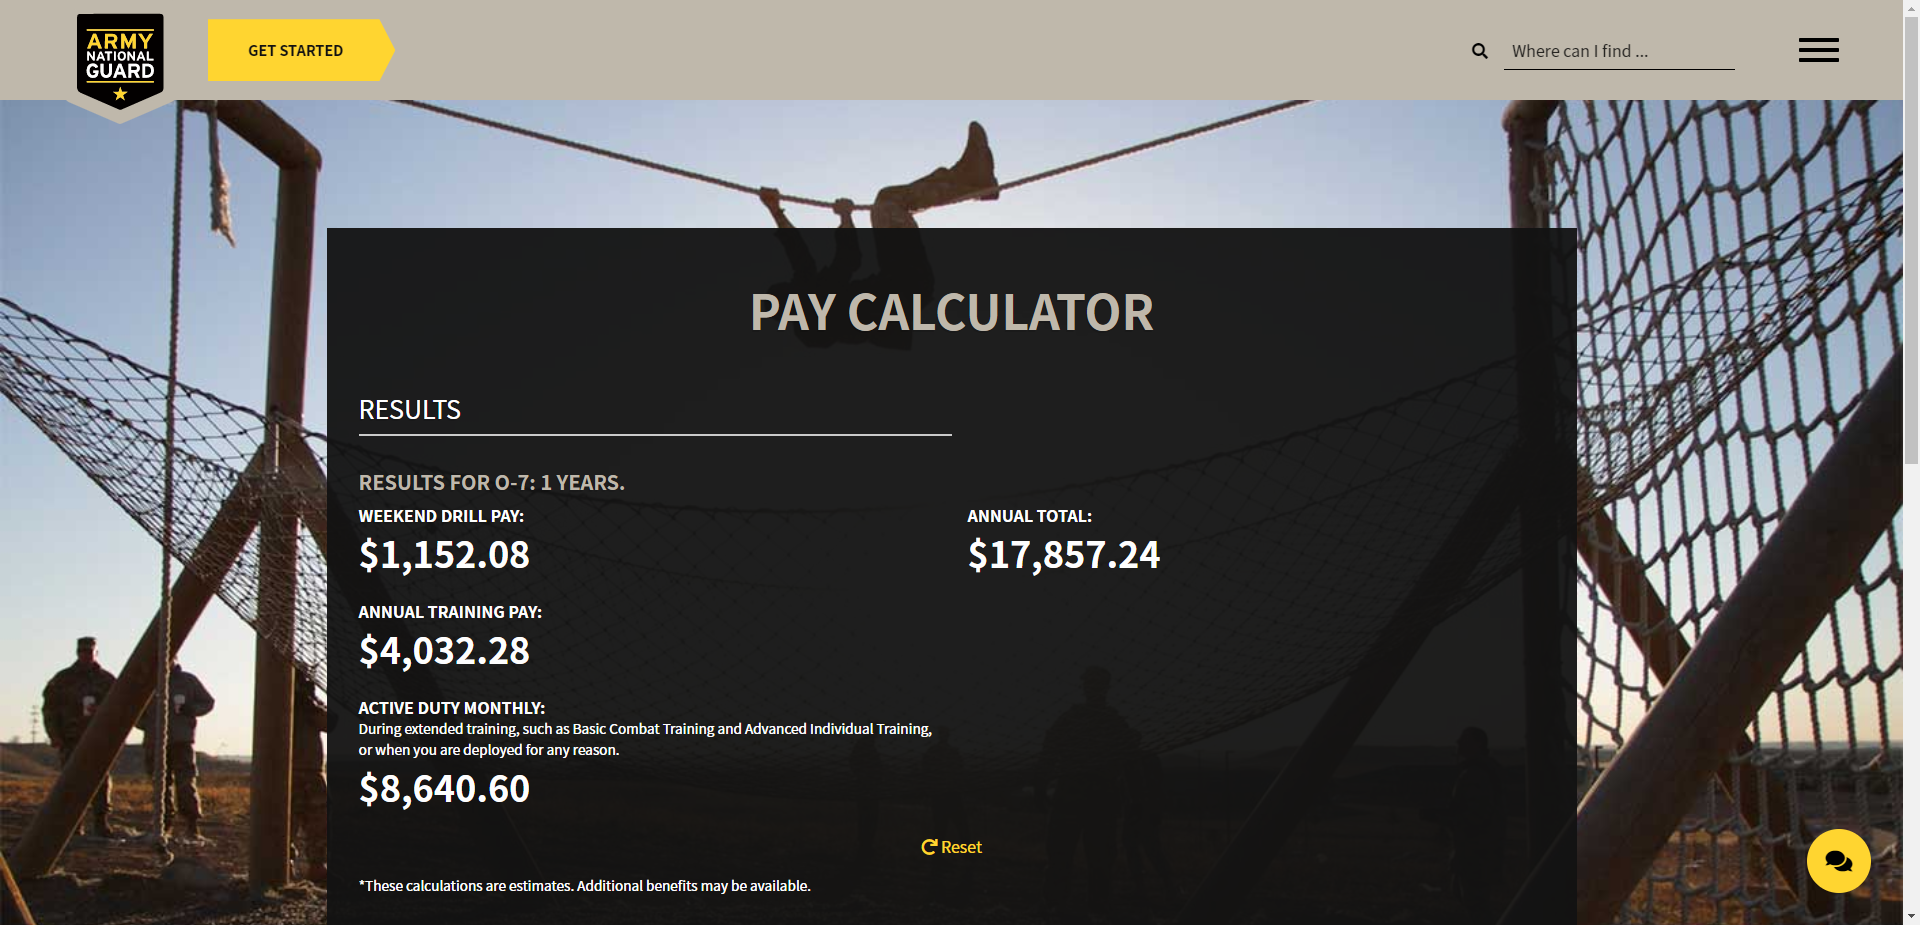 ARMY
NATIONAL
GUARD
GET STARTED
Where can I find ...
PAY CALCULATOR
RESULTS
RESULTS FOR O-7: 1 YEARS.
WEEKEND DRILL PAY:
$1,152.08
ANNUAL TOTAL:
$17,857.24
ANNUAL TRAINING PAY:
$4,032.28
ACTIVE DUTY MONTHLY:
During extended training, such as Basic Combat Training and Advanced Individual Training,
or when you are deployed for any reason.
$8,640.60
Reset
*These calculations are estimates. Additional benefits may be available.